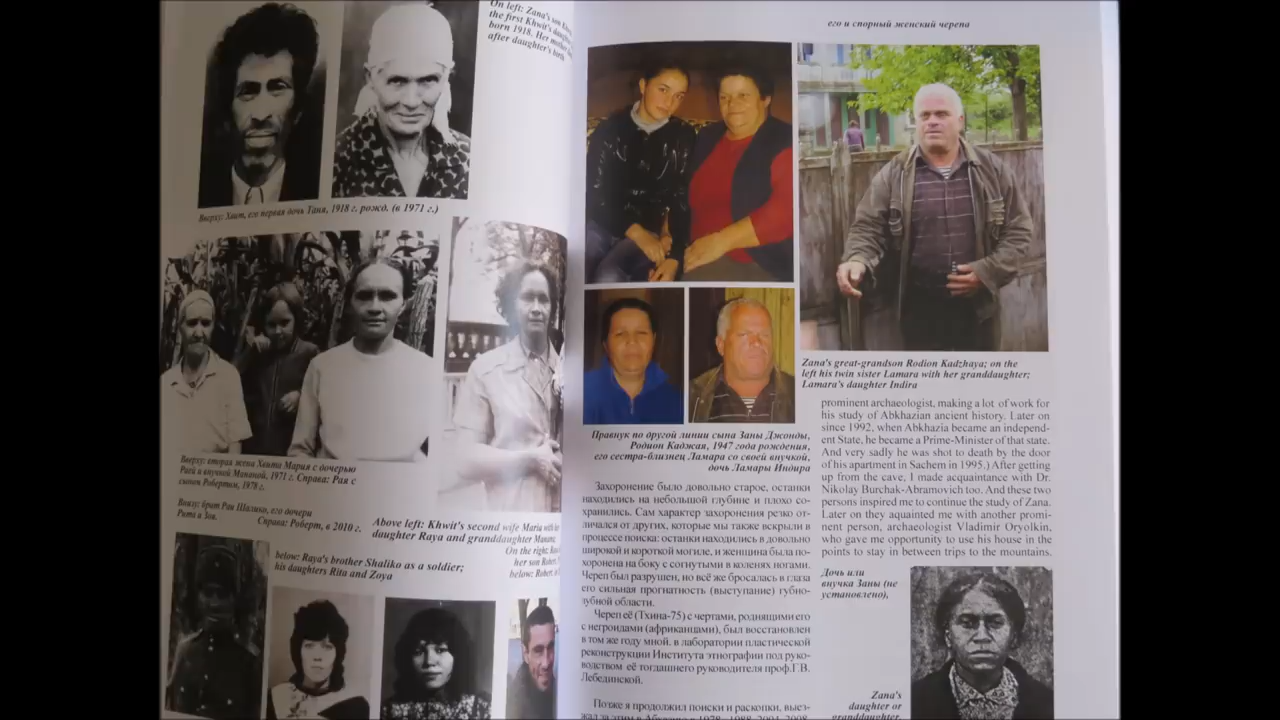 On left: Zana's son
the first Khwit's
born 1918. Her mother
after daughter's birth
Вверху: Хвит, его первая дочь Таня, 1918 г. рожд. (в 1971 г.)
Вверху: вторая жена Хвита Мария с дочерью
Раей и внучкой Мананой, 1971 г. Справа: Рая с
сыном Робертом, 1978 г.
Внизу: брат Раи Шалико, его дочери
Рита и Зоя.
Справа: Роберт, в 2010 г.
Above left: Khwit's second wife Maria with her
daughter Raya and granddaughter Manana,
On the right: Raya
her son Robert,
below: Robert,
below: Raya's brother Shaliko as a soldier;
his daughters Rita and Zoya
его и спорный женский черепа
Zana's great-grandson Rodion Kadzhaya; on the
left his twin sister Lamara with her granddaughter;
Lamara's daughter Indira
Правнук по другой линии сына Заны Джонды,
Родион Каджая, 1947 года рождения,
его сестра-близнец Ламара со своей внучкой,
дочь Ламары Индира
Захоронение было довольно старое, останки
находились на небольшой глубине и плохо со-
хранились. Сам характер захоронения резко от-
личался от других, которые мы также вскрыли в
процессе поиска: останки находились в довольно
широкой и короткой могиле, и женщина была по-
хоронена на боку с согнутыми в коленях ногами.
Череп был разрушен, но всё же бросалась в глаза
его сильная прогнатность (выступание) губно-
зубной области.
Череп её (Тхина-75) с чертами, роднящими его
с негроидами (африканцами), был восстановлен
в том же году мной. в лаборатории пластической
реконструкции Института этнографии под руко-
водством её тогдашнего руководителя проф.Г.В.
Лебединской.
Позже я продолжил поиски и раскопки, выез-
жал за этим в
prominent archaeologist, making a lot of work for
his study of Abkhazian ancient history. Later on
since 1992, when Abkhazia became an independ-
ent State, he became a Prime-Minister of that state.
And very sadly he was shot to death by the door
of his apartment in Sachem in 1995.) After getting
up from the cave, I made acquaintance with Dr.
Nikolay Burchak-Abramovich too. And these two
persons inspired me to continue the study of Zana.
Later on they aquainted me with another promi-
nent person, archaeologist Vladimir Oryolkin,
who gave me opportunity to use his house in the
points to stay in between trips to the mountains.
Дочь или
внучка Заны (не
установлено),
Zana's
daughter or
granddaughter,